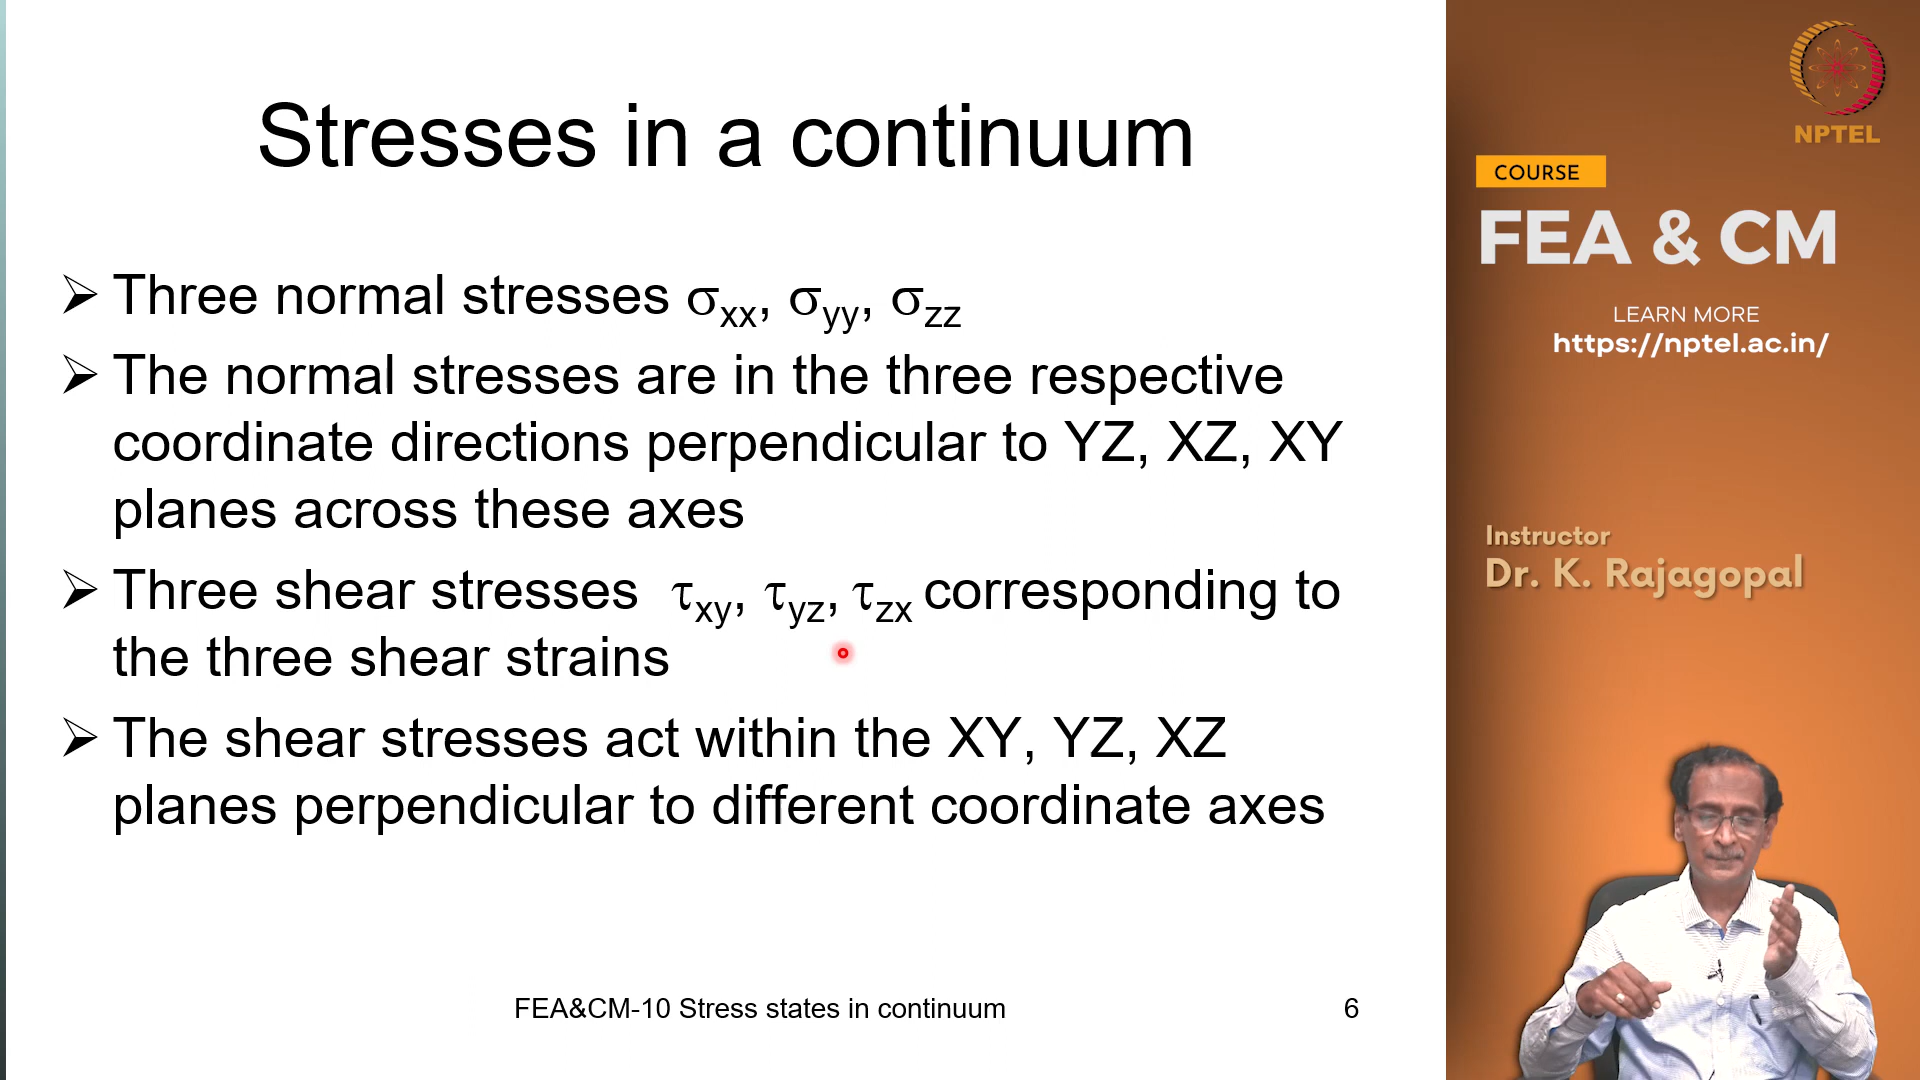 Stresses in a continuum
➢ Three normal stresses σxx, σyy, σzz
➢ The normal stresses are in the three respective
coordinate directions perpendicular to YZ, XZ, XY
planes across these axes
➢ Three shear stresses τxy, τyz, τzx corresponding to
the three shear strains
➢ The shear stresses act within the XY, YZ, XZ
planes perpendicular to different coordinate axes
FEA&CM-10 Stress states in continuum
6
NPTEL
COURSE
FEA & CM
LEARN MORE
https://nptel.ac.in/
Instructor
Dr. K. Rajagopal